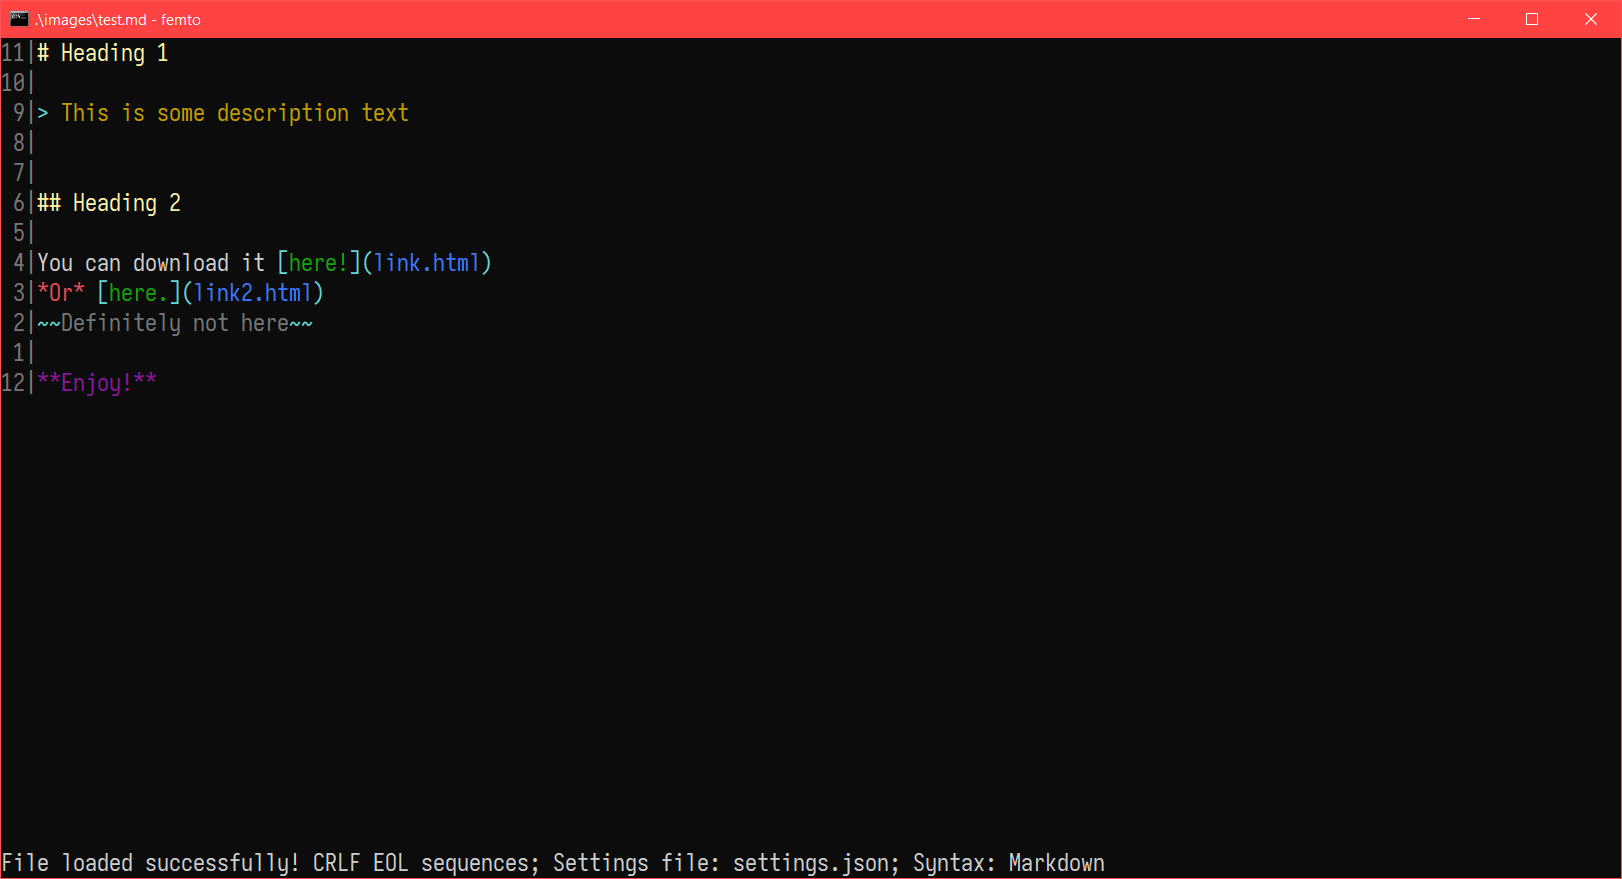 .\images\test.md - femto
11|# Heading 1
10|
 9|> This is some description text
 8|
 7|
 6|## Heading 2
 5|
 4|You can download it [here!](link.html)
 3|*Or* [here.](link2.html)
 2|~~Definitely not here~~
 1|
12|**Enjoy!**
File loaded successfully! CRLF EOL sequences; Settings file: settings.json; Syntax: Markdown